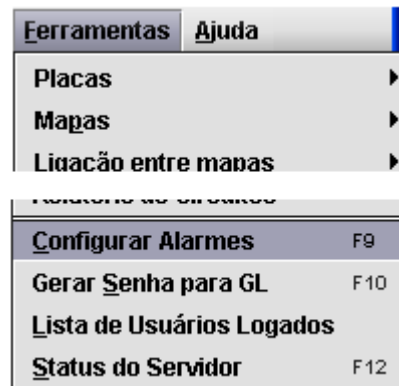 Ferramentas Ajuda
Placas
Mapas
Ligação entre mapas
Configurar Alarmes F9
Gerar Senha para GL F10
Lista de Usuários Logados
Status do Servidor F12